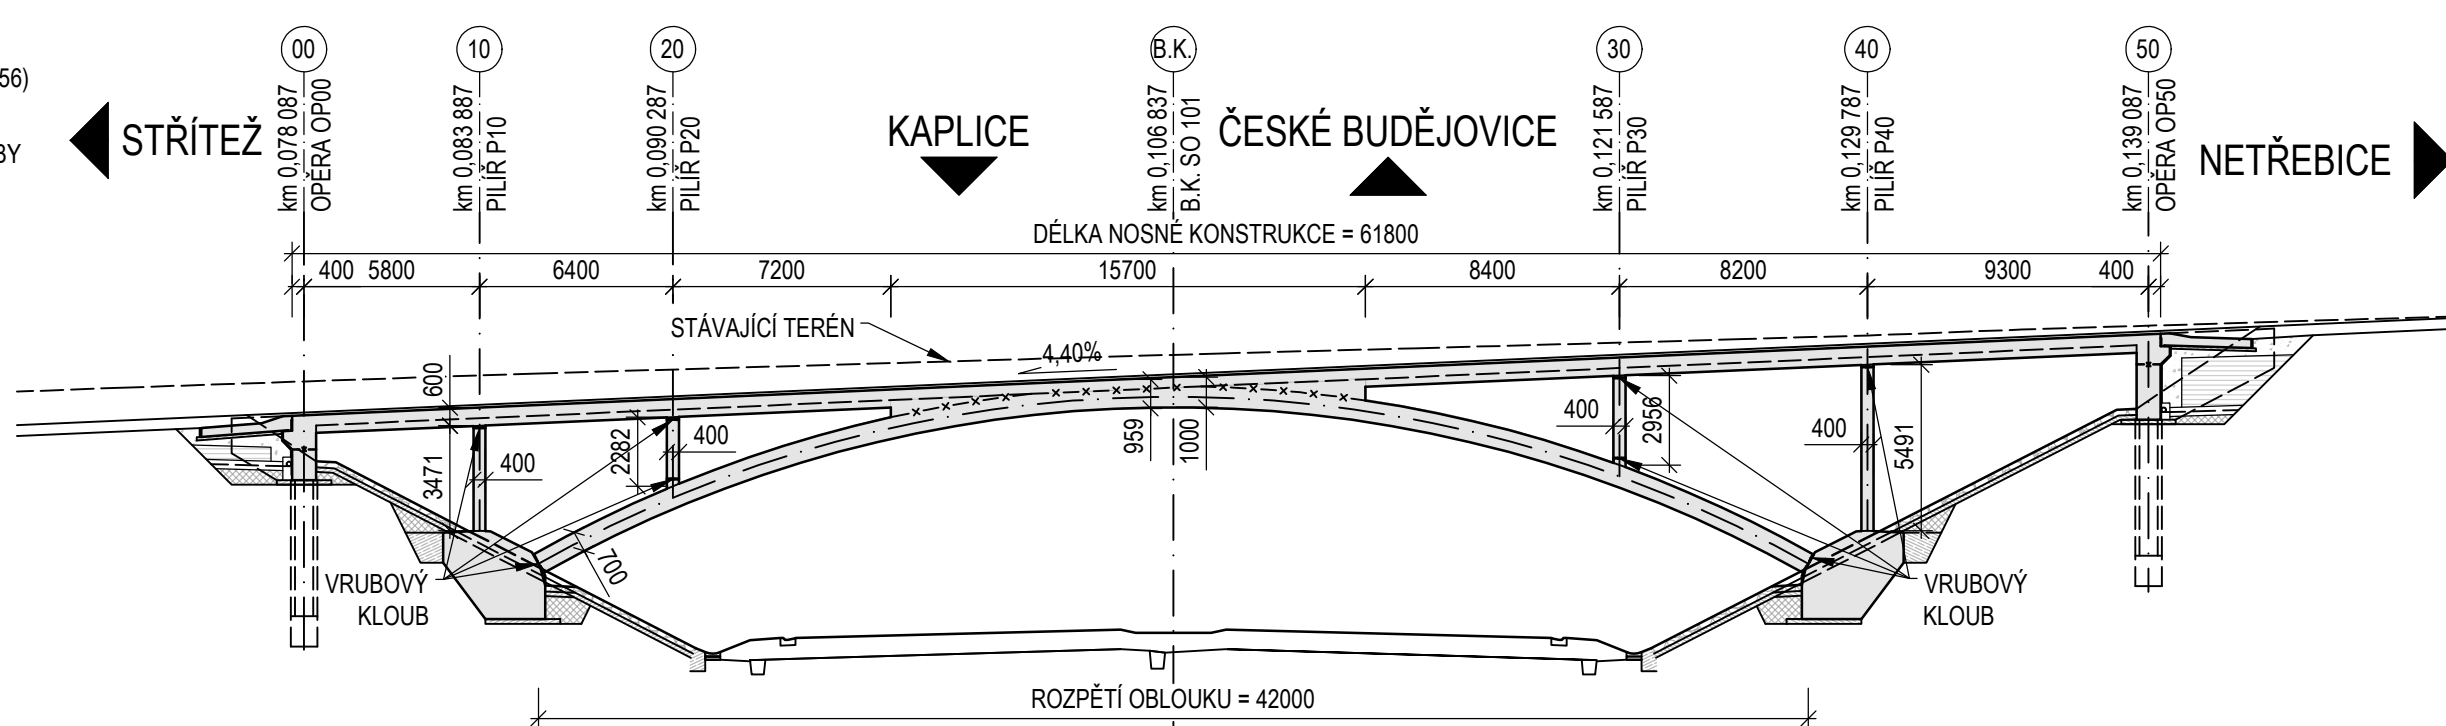 00
10
20
B.K.
30
40
50
56)
BY
km 0,078 087
OPĚRA OP00
km 0,083 887
PILÍŘ P10
km 0,090 287
PILÍŘ P20
km 0,106 837
B.K. SO 101
km 0,121 587
PILÍŘ P30
km 0,129 787
PILÍŘ P40
km 0,139 087
OPĚRA OP50
STŘÍTEŽ
KAPLICE
ČESKÉ BUDĚJOVICE
NETŘEBICE
DÉLKA NOSNÉ KONSTRUKCE = 61800
400
5800
6400
7200
15700
8400
8200
9300
400
STÁVAJÍCÍ TERÉN
4,40%
600
3471
400
2282
400
959
1000
400
2956
400
5491
700
VRUBOVÝ
KLOUB
VRUBOVÝ
KLOUB
ROZPĚTÍ OBLOUKU = 42000